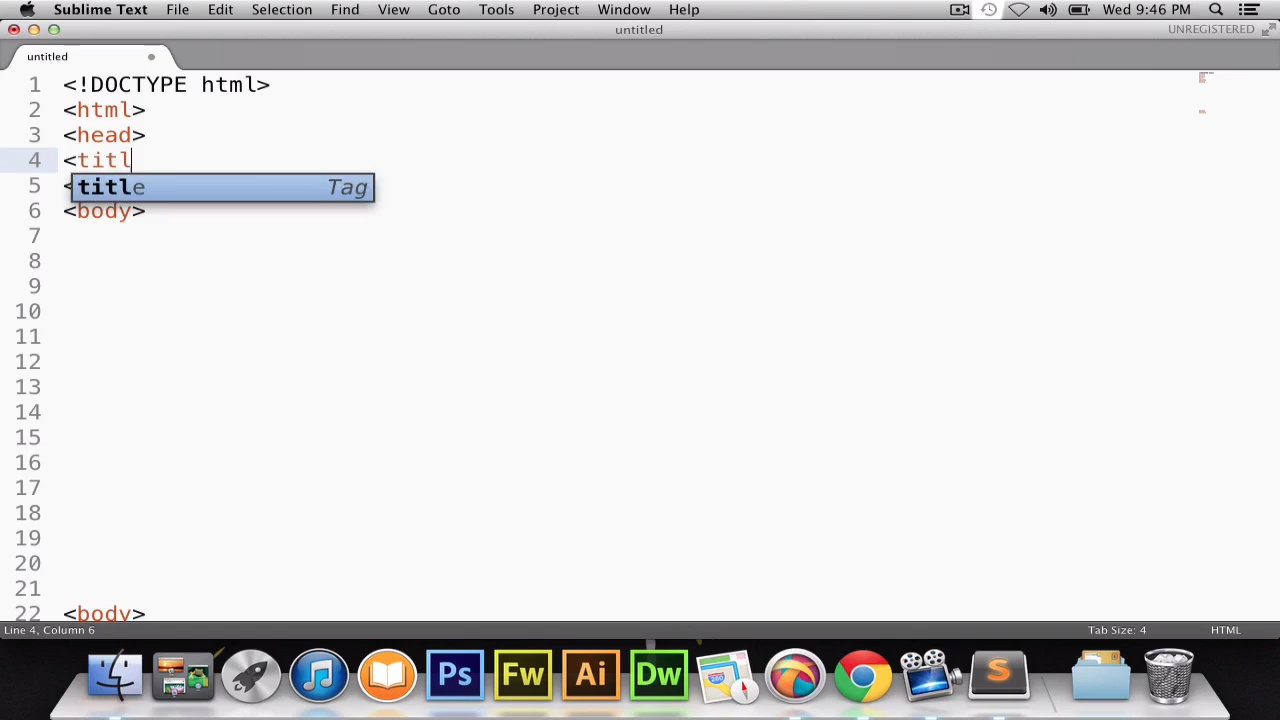 Sublime Text File Edit Selection Find View Goto Tools Project Window Help Wed 9:46 PM
untitled UNREGISTERED
untitled
1 <!DOCTYPE html>
2 <html>
3 <head>
4 <titl
title Tag
5 <
6 <body>
7
8
9
10
11
12
13
14
15
16
17
18
19
20
21
22 <body>
Line 4, Column 6 Tab Size: 4 HTML
Ps Fw Ai Dw 280 S